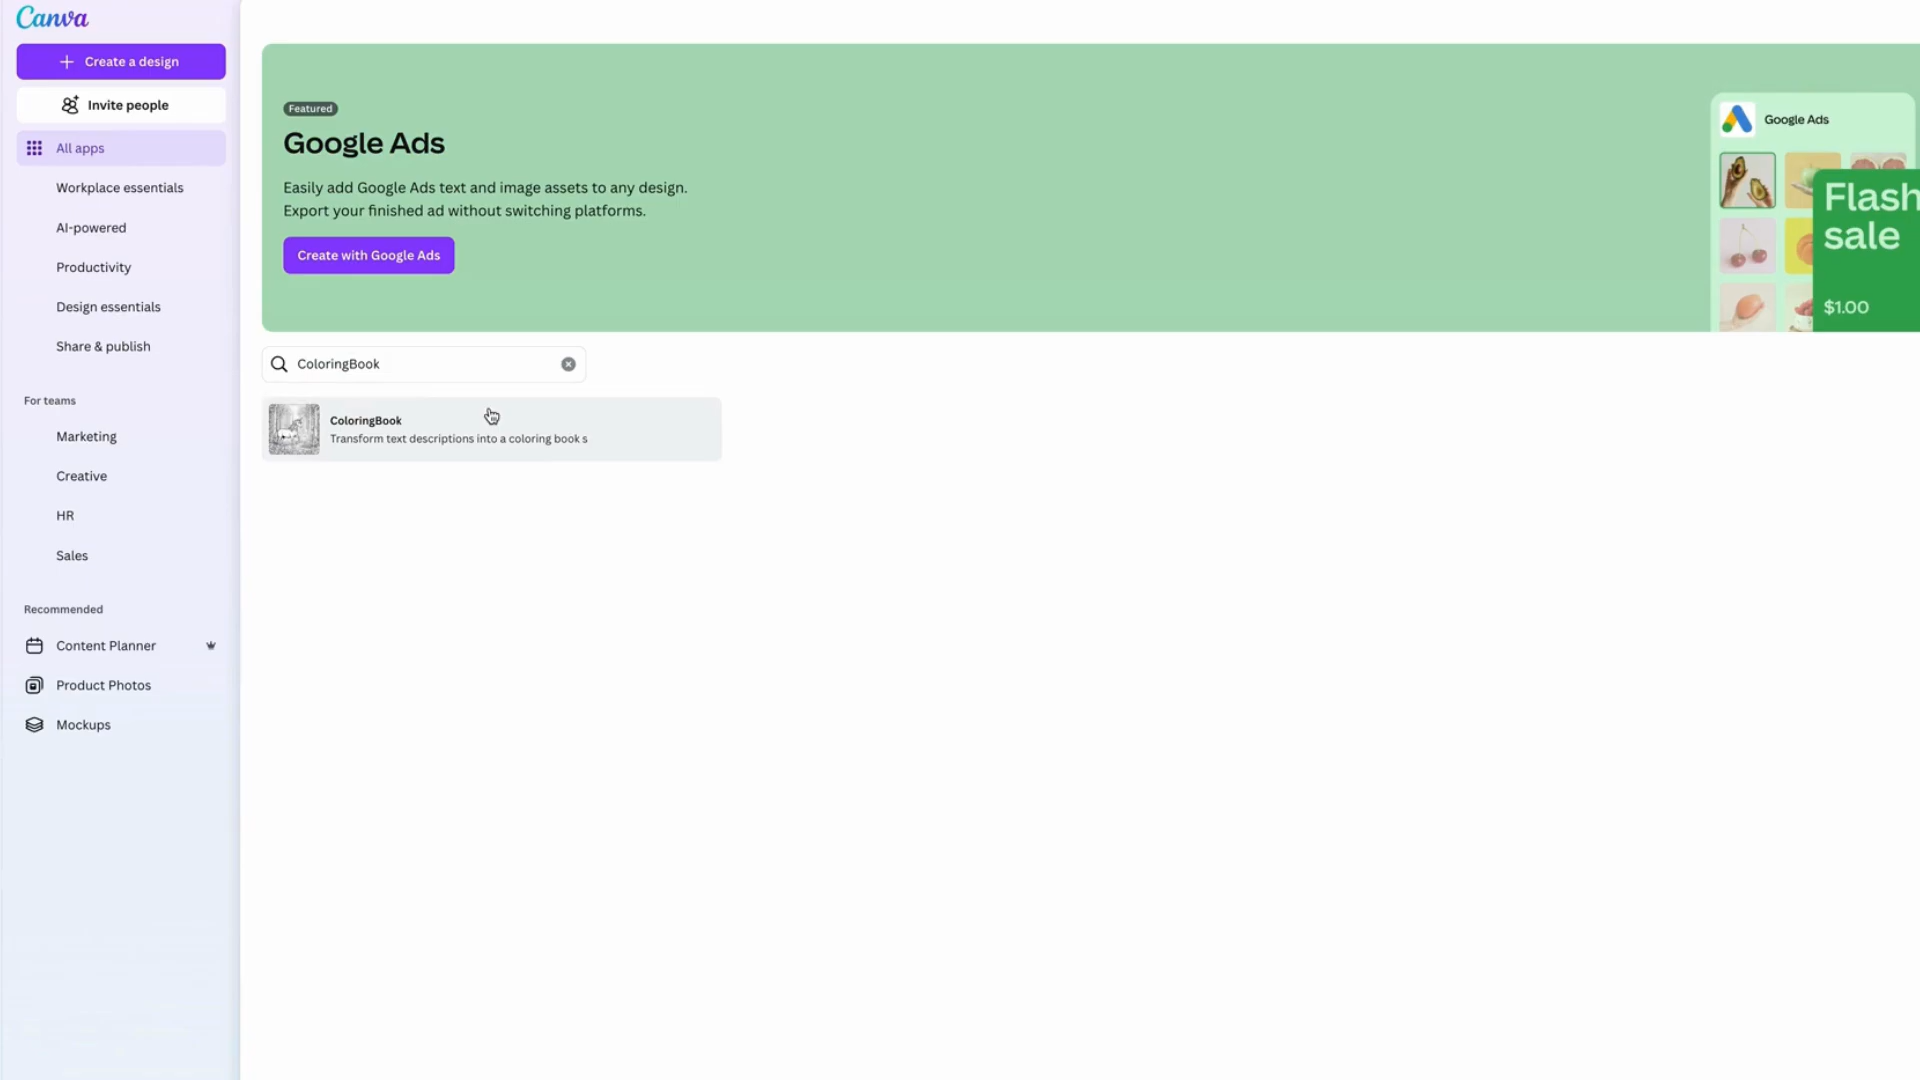 Canva
Create a design
Invite people
All apps
Workplace essentials
AI-powered
Productivity
Design essentials
Share & publish
For teams
Marketing
Creative
HR
Sales
Recommended
Content Planner
Product Photos
Mockups
Featured
Google Ads
Easily add Google Ads text and image assets to any design.
Export your finished ad without switching platforms.
Create with Google Ads
Google Ads
Flash
sale
$1.00
ColoringBook
ColoringBook
Transform text descriptions into a coloring book s